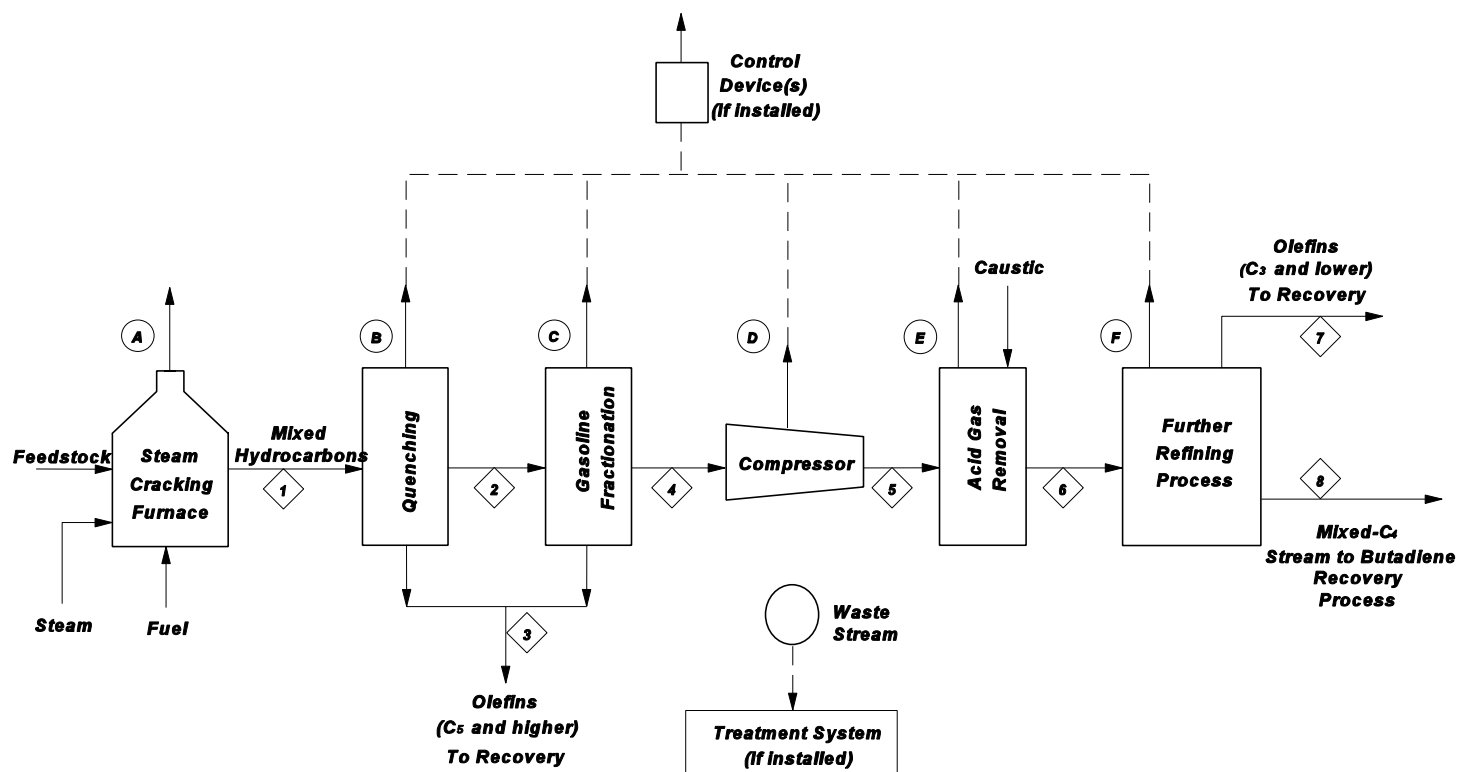 Control
Device(s)
(If installed)
Olefins
(C₃ and lower)
To Recovery
Caustic
A
B
C
D
E
F
7
Feedstock
Steam
Cracking
Furnace
Mixed
Hydrocarbons
1
Quenching
2
Gasoline
Fractionation
4
Compressor
5
Acid Gas
Removal
6
Further
Refining
Process
8
Mixed-C₄
Stream to Butadiene
Recovery
Process
Steam
Fuel
3
Olefins
(C₅ and higher)
To Recovery
Waste
Stream
Treatment System
(If installed)